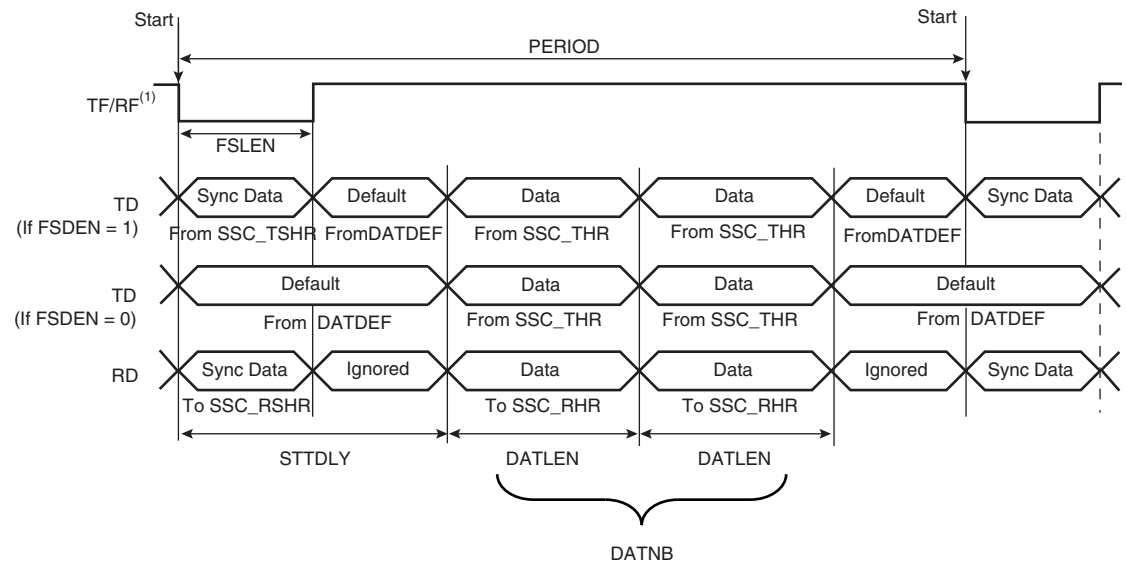 Start
Start
PERIOD
TF/RF(1)
FSLEN
TD
(If FSDEN = 1)
Sync Data
Default
Data
Data
Default
Sync Data
From SSC_TSHR
FromDATDEF
From SSC_THR
From SSC_THR
FromDATDEF
TD
(If FSDEN = 0)
Default
Data
Data
Default
From DATDEF
From SSC_THR
From SSC_THR
From DATDEF
RD
Sync Data
Ignored
Data
Data
Ignored
Sync Data
To SSC_RSHR
To SSC_RHR
To SSC_RHR
STTDLY
DATLEN
DATLEN
DATNB